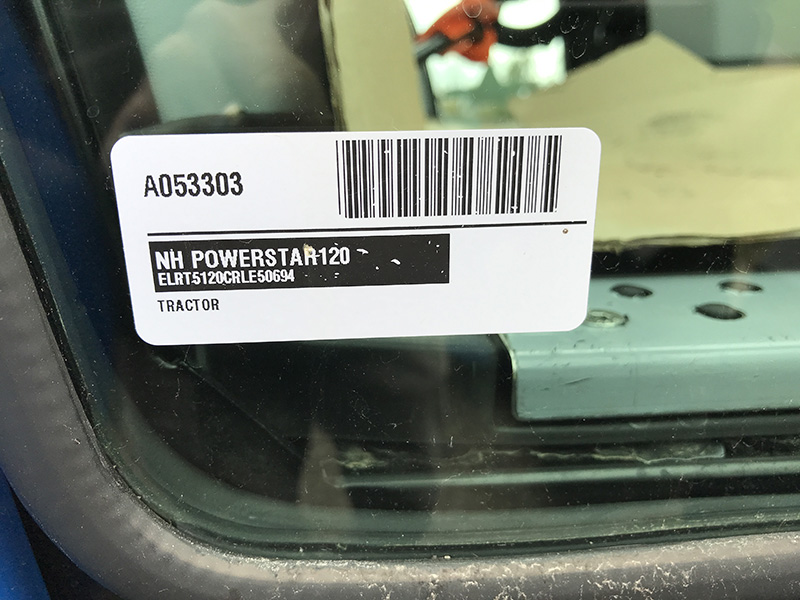 A053303
NH POWERSTAR120
ELRT5120CRLE50694
TRACTOR